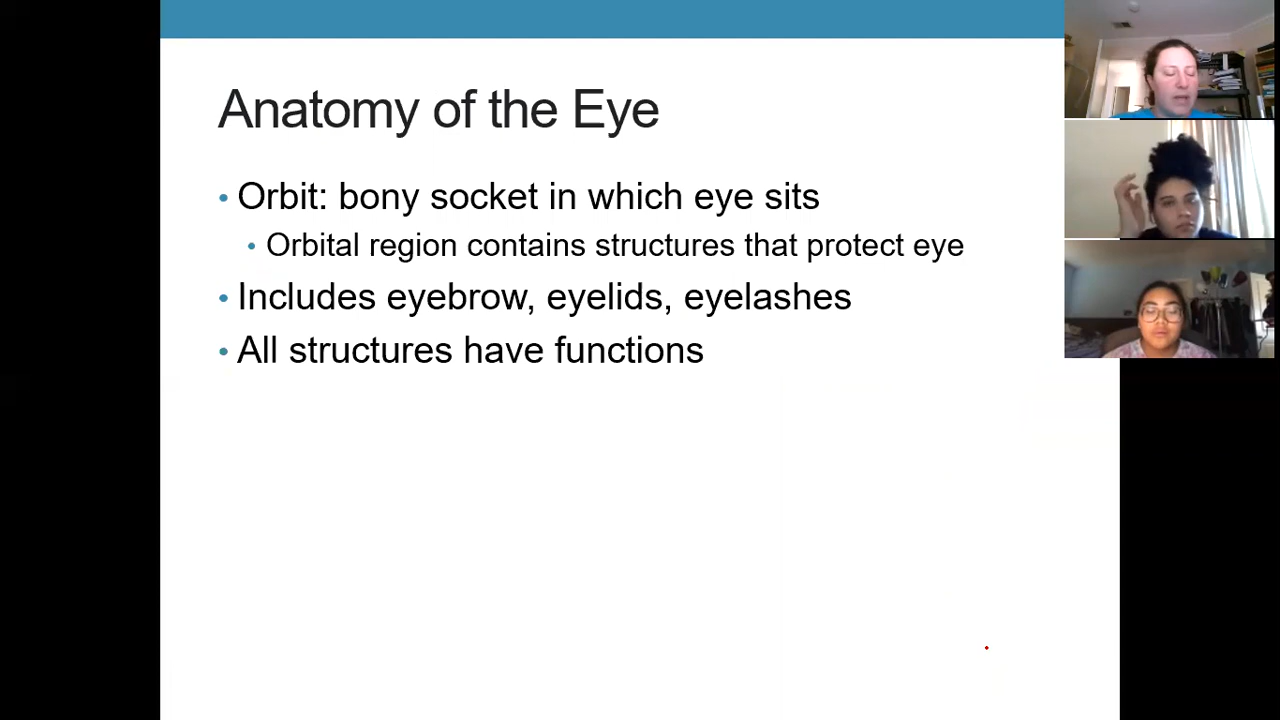 Anatomy of the Eye
• Orbit: bony socket in which eye sits
• Orbital region contains structures that protect eye
• Includes eyebrow, eyelids, eyelashes
• All structures have functions